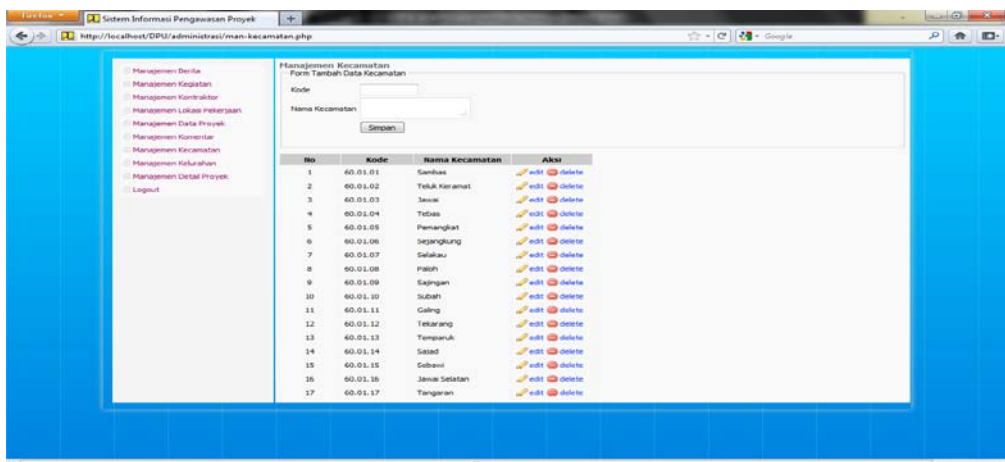 Firefox
Sistem Informasi Pengawasan Proyek
http://localhost/DPU/administrasi/man-kecamatan.php
Google
Manajemen Berita
Manajemen Kegiatan
Manajemen Kontraktor
Manajemen Lokasi Pekerjaan
Manajemen Data Proyek
Manajemen Komentar
Manajemen Kecamatan
Manajemen Kelurahan
Manajemen Detail Proyek
Logout
Manajemen Kecamatan
Form Tambah Data Kecamatan
Kode
Nama Kecamatan
Simpan
No Kode Nama Kecamatan Aksi
1 60.01.01 Sambas edit delete
2 60.01.02 Teluk Keramat edit delete
3 60.01.03 Jawai edit delete
4 60.01.04 Tebas edit delete
5 60.01.05 Pemangkat edit delete
6 60.01.06 Sejangkung edit delete
7 60.01.07 Selakau edit delete
8 60.01.08 Paloh edit delete
9 60.01.09 Sajingan edit delete
10 60.01.10 Subah edit delete
11 60.01.11 Galing edit delete
12 60.01.12 Tekarang edit delete
13 60.01.13 Temparuk edit delete
14 60.01.14 Sasad edit delete
15 60.01.15 Sebawi edit delete
16 60.01.16 Jawai Selatan edit delete
17 60.01.17 Tangaran edit delete